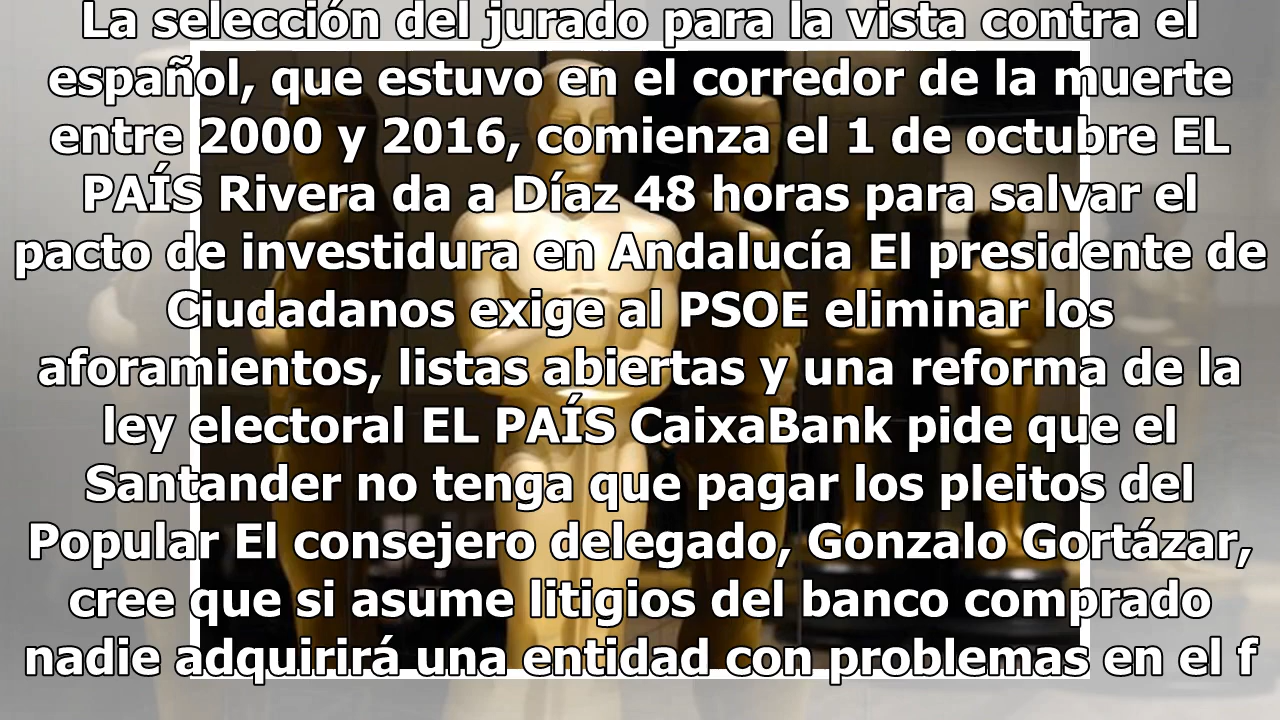 La selección del jurado para la vista contra el
español, que estuvo en el corredor de la muerte
entre 2000 y 2016, comienza el 1 de octubre EL
PAÍS Rivera da a Díaz 48 horas para salvar el
pacto de investidura en Andalucía El presidente de
Ciudadanos exige al PSOE eliminar los
aforamientos, listas abiertas y una reforma de la
ley electoral EL PAÍS CaixaBank pide que el
Santander no tenga que pagar los pleitos del
Popular El consejero delegado, Gonzalo Gortázar,
cree que si asume litigios del banco comprado
nadie adquirirá una entidad con problemas en el f